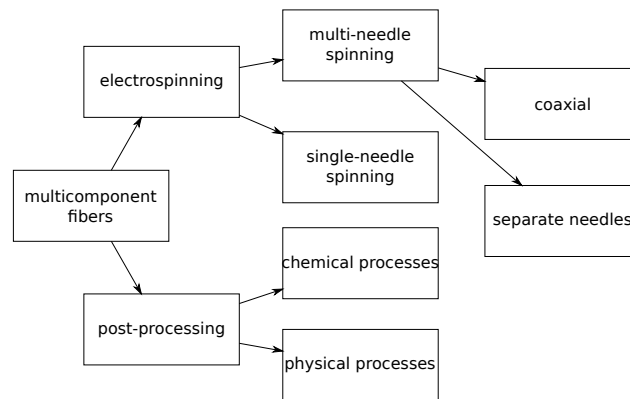 multi-needle
spinning
electrospinning
coaxial
single-needle
spinning
multicomponent
fibers
separate needles
chemical processes
post-processing
physical processes